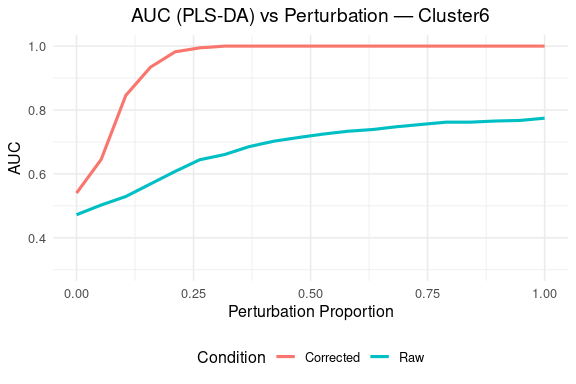 AUC (PLS-DA) vs Perturbation — Cluster6
1.0
0.8
0.6
0.4
AUC
0.00 0.25 0.50 0.75 1.00
Perturbation Proportion
Condition Corrected Raw